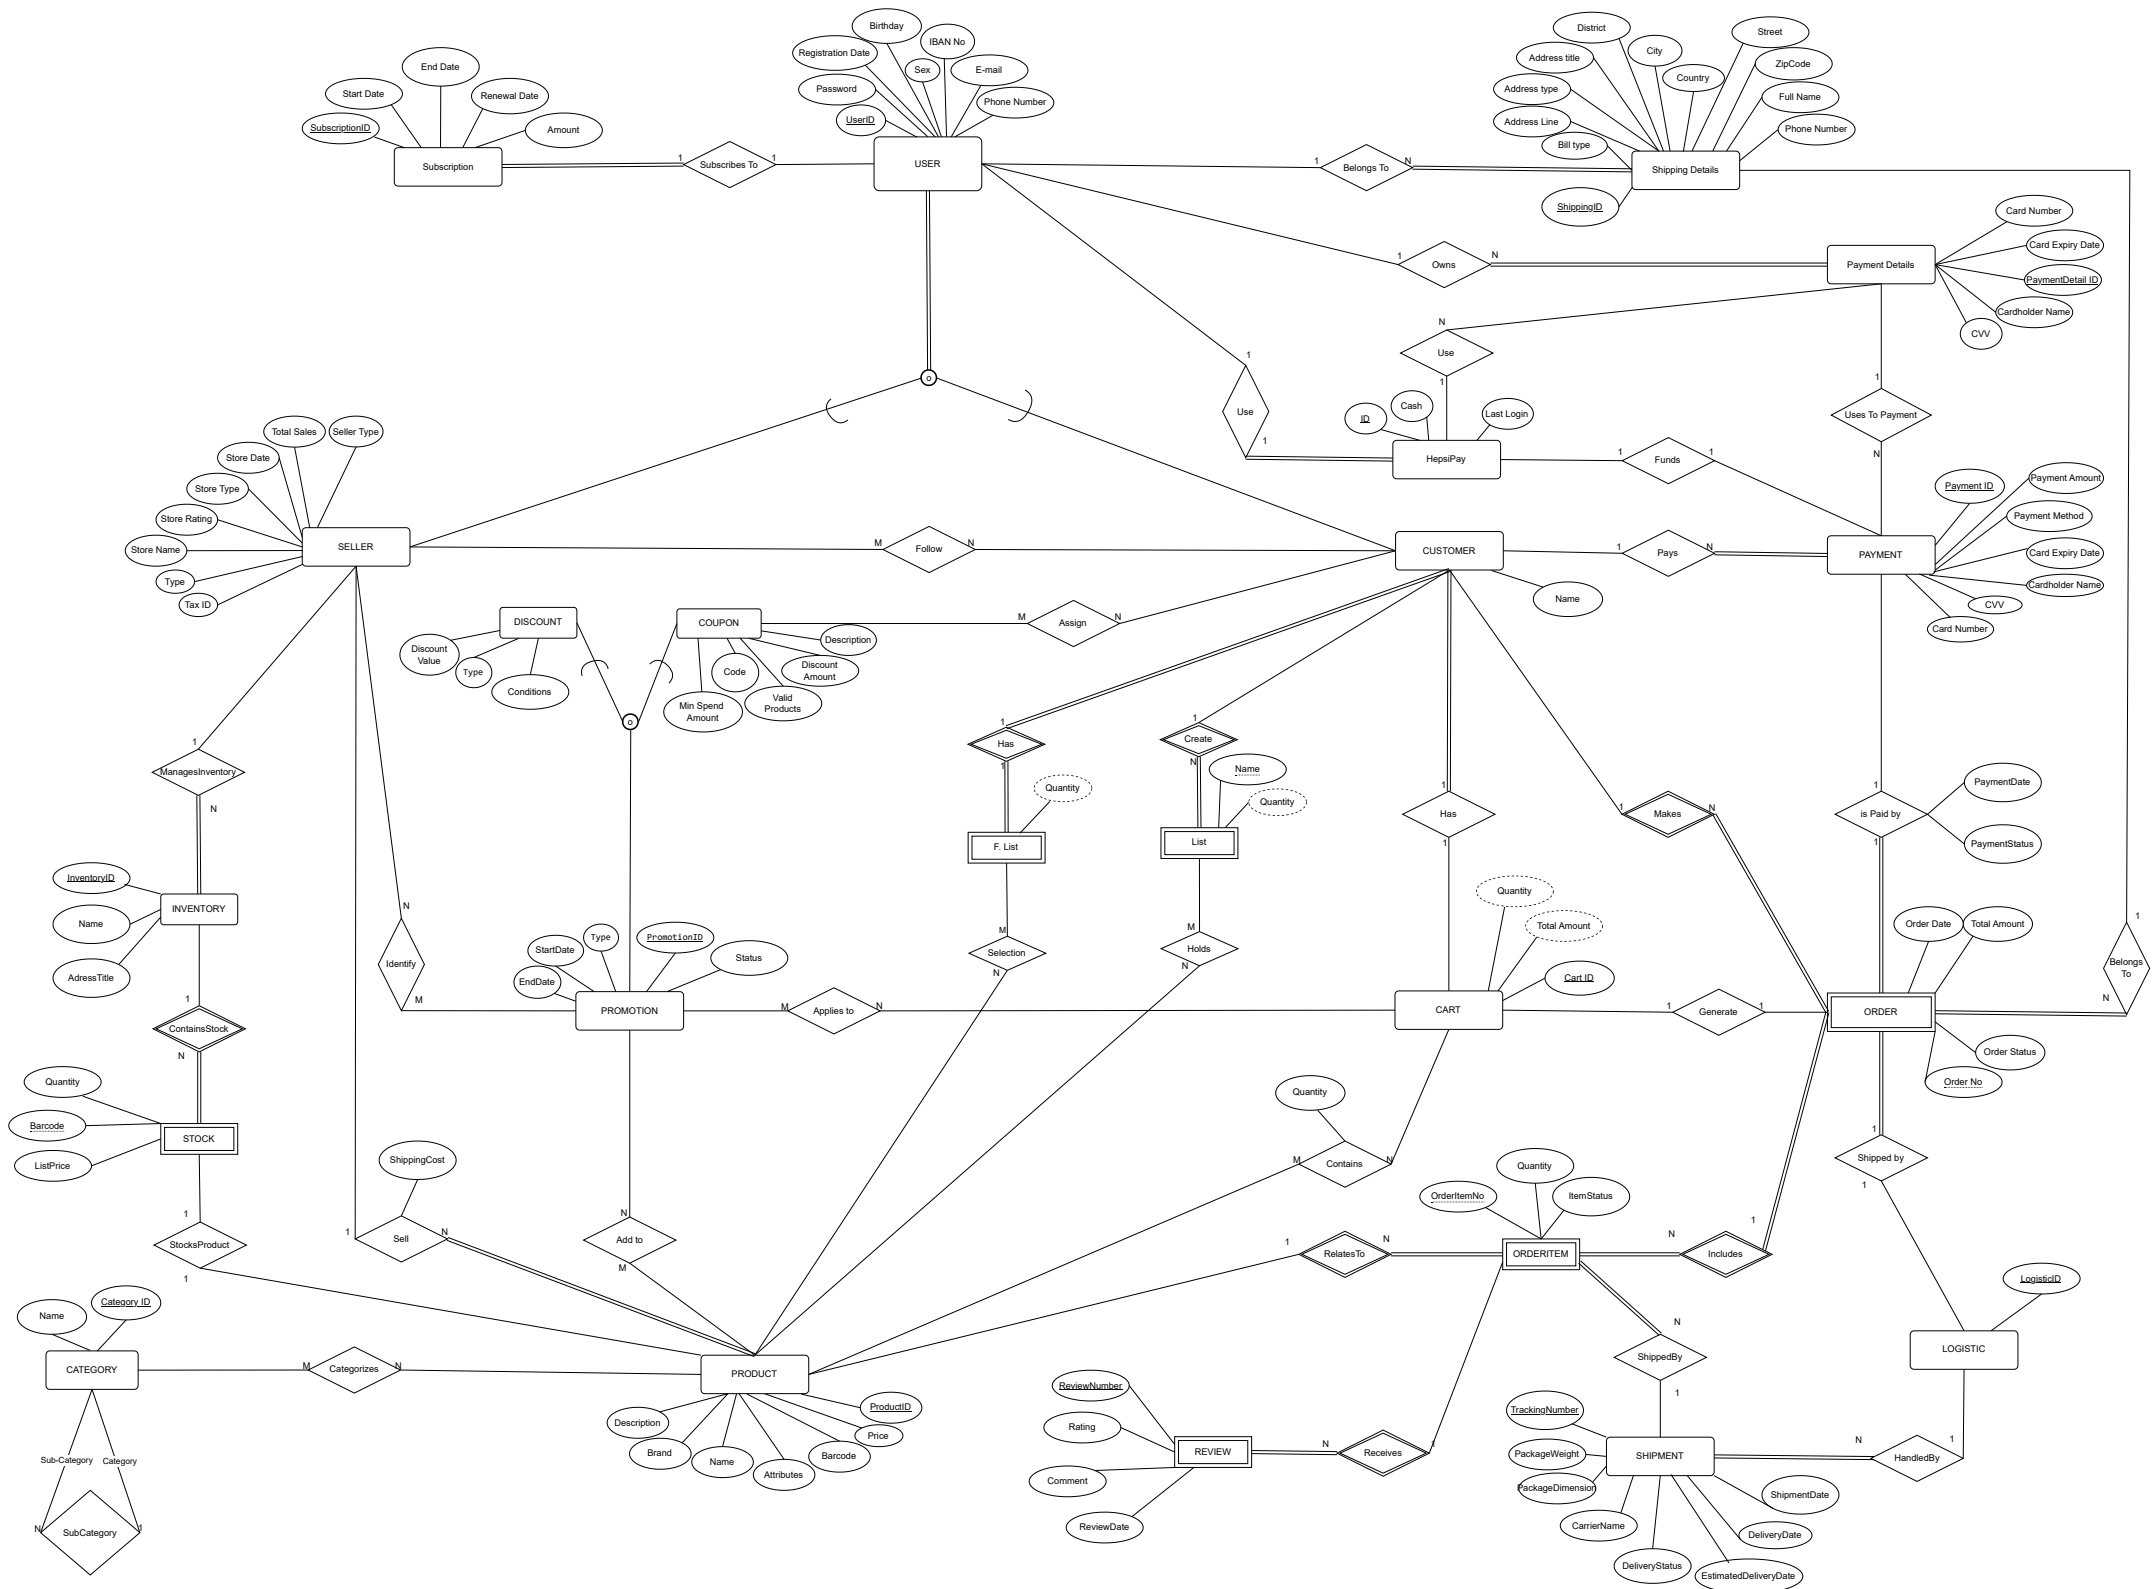 Birthday
IBAN No
Registration Date
Sex
E-mail
Password
Phone Number
UserID
USER
End Date
Start Date
Renewal Date
SubscriptionID
Amount
Subscription
1
Subscribes To
1
District
City
Street
Address title
Country
ZipCode
Address type
Full Name
Address Line
Phone Number
Bill type
Shipping Details
ShippingID
1
Belongs To
N
1
Owns
N
Payment Details
Card Number
Card Expiry Date
PaymentDetail ID
Cardholder Name
CVV
N
Use
1
1
Use
1
1
Uses To Payment
N
ID
Cash
Last Login
HepsiPay
1
Funds
1
o
Total Sales
Seller Type
Store Date
Store Type
Store Rating
Store Name
Type
Tax ID
SELLER
M
Follow
N
CUSTOMER
Name
1
Pays
N
PAYMENT
Payment ID
Payment Amount
Payment Method
Card Expiry Date
Cardholder Name
CVV
Card Number
DISCOUNT
Discount
Value
Type
Conditions
COUPON
Description
Discount
Amount
Code
Valid
Products
Min Spend
Amount
M
Assign
N
o
1
ManagesInventory
N
1
Has
1
1
Create
N
Name
Quantity
Quantity
F. List
List
1
Has
1
1
Makes
N
1
is Paid by
1
PaymentDate
PaymentStatus
InventoryID
Name
AdressTitle
INVENTORY
N
Identify
M
StartDate
Type
PromotionID
Status
EndDate
PROMOTION
M
Applies to
N
M
Selection
N
M
Holds
N
Quantity
Total Amount
Cart ID
CART
1
Generate
1
ORDER
Order Date
Total Amount
Order Status
Order No
1
Belongs
To
N
1
ContainsStock
N
Quantity
Barcode
ListPrice
STOCK
ShippingCost
1
Sell
N
N
Add to
M
Quantity
M
Contains
N
1
Shipped by
1
1
StocksProduct
1
OrderItemNo
Quantity
ItemStatus
1
RelatesTo
N
ORDERITEM
N
Includes
1
Name
Category ID
CATEGORY
M
Categorizes
N
PRODUCT
Description
Brand
Name
Attributes
Barcode
Price
ProductID
Sub-Category
Category
N
SubCategory
1
ReviewNumber
Rating
Comment
ReviewDate
REVIEW
N
Receives
1
N
ShippedBy
1
LogisticID
LOGISTIC
TrackingNumber
PackageWeight
PackageDimension
CarrierName
SHIPMENT
DeliveryStatus
EstimatedDeliveryDate
DeliveryDate
ShipmentDate
N
HandledBy
1